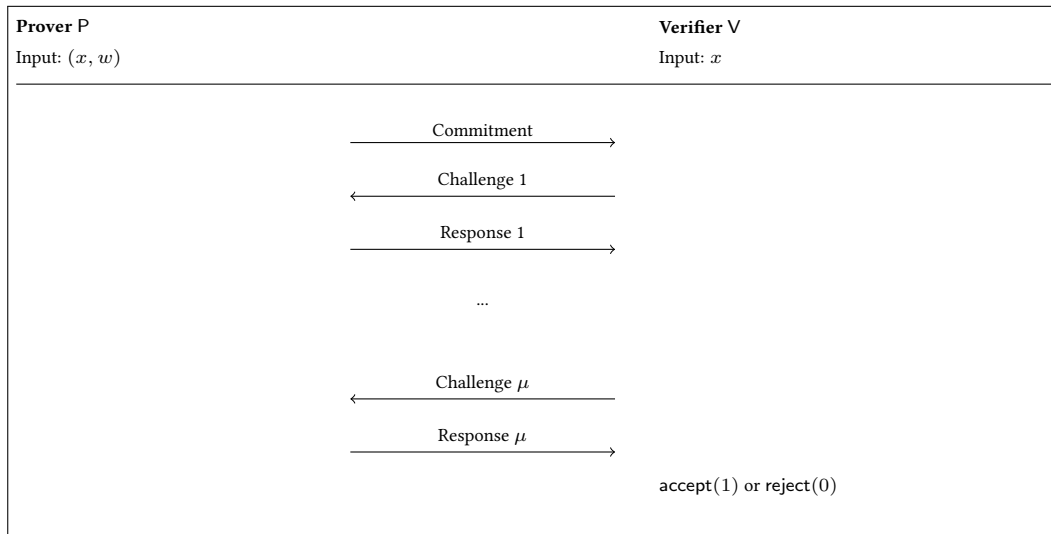 Prover P
Verifier V
Input: (x, w)
Input: x
Commitment
Challenge 1
Response 1
...
Challenge μ
Response μ
accept(1) or reject(0)